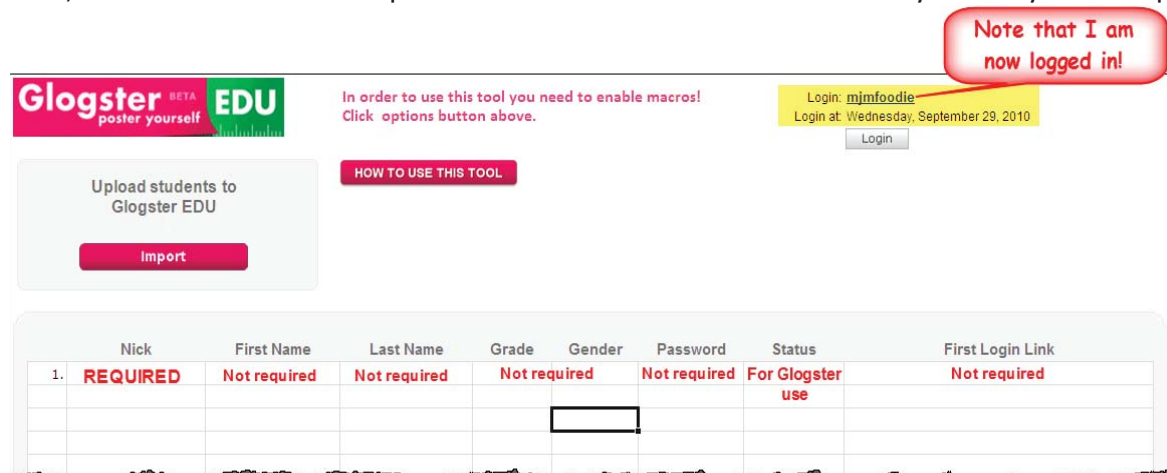 Note that I am
now logged in!
Glogster BETA EDU
poster yourself
In order to use this tool you need to enable macros!
Click options button above.
Login: mjmfoodie
Login at: Wednesday, September 29, 2010
Login
HOW TO USE THIS TOOL
Upload students to
Glogster EDU
Import
Nick First Name Last Name Grade Gender Password Status First Login Link
1. REQUIRED Not required Not required Not required Not required For Glogster Not required
use